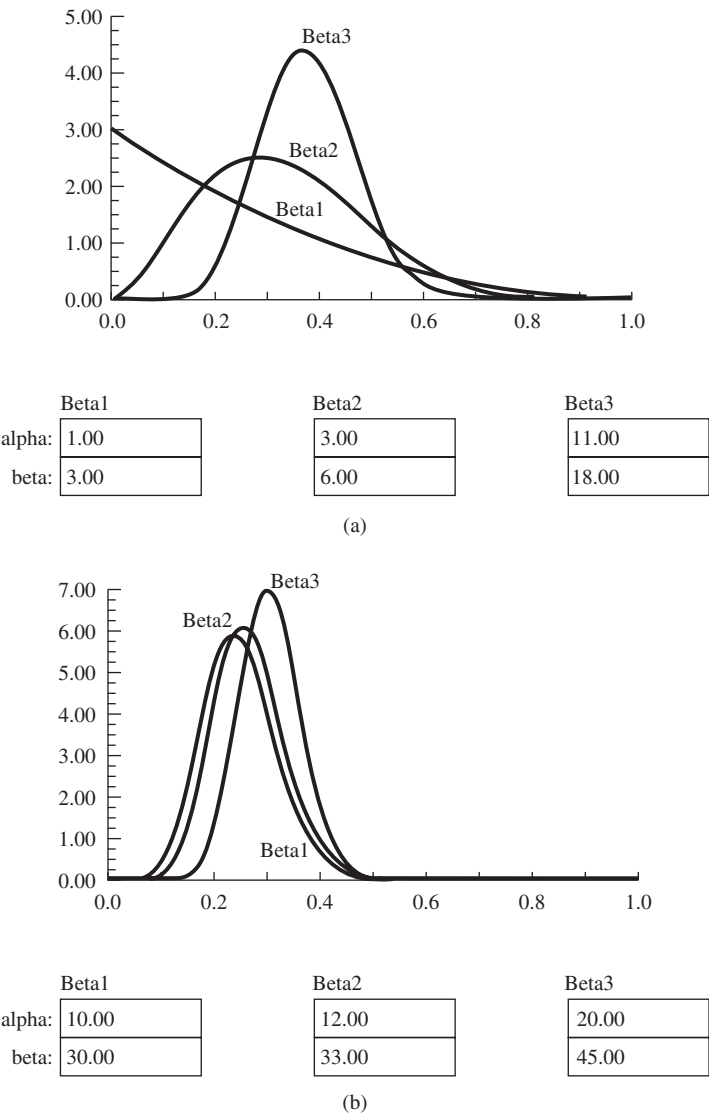 5.00
Beta3
4.00
3.00
Beta2
2.00
Beta1
1.00
0.00
0.0 0.2 0.4 0.6 0.8 1.0
Beta1 Beta2 Beta3
alpha: 1.00 3.00 11.00
beta: 3.00 6.00 18.00
(a)
7.00 Beta3
Beta2
6.00
5.00
4.00
3.00
2.00
1.00 Beta1
0.00
0.0 0.2 0.4 0.6 0.8 1.0
Beta1 Beta2 Beta3
alpha: 10.00 12.00 20.00
beta: 30.00 33.00 45.00
(b)